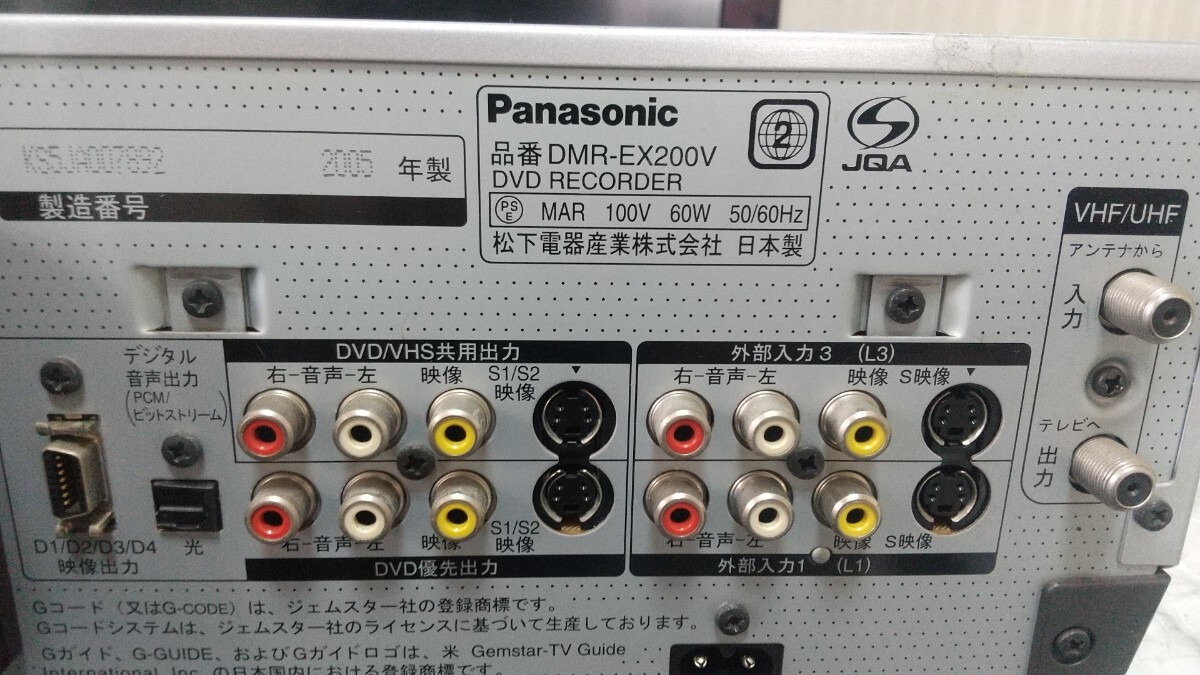 KS5JA007892 2005 年製
製造番号
Panasonic
品番 DMR-EX200V
DVD RECORDER
PS
E
MAR 100V 60W 50/60Hz
松下電器産業株式会社 日本製
2
JQA
VHF/UHF
アンテナから
入力
テレビへ
出力
デジタル
音声出力
(PCM/
ビットストリーム)
D1/D2/D3/D4
映像出力
光
DVD/VHS共用出力
右-音声-左 映像 S1/S2
映像
右-音声-左 映像 S1/S2
映像
DVD優先出力
外部入力3 (L3)
右-音声-左 映像 S映像
右-音声-左 映像 S映像
外部入力1 (L1)
Gコード(又はG-CODE)は、ジェムスター社の登録商標です。
Gコードシステムは、ジェムスター社のライセンスに基づいて生産しております。
Gガイド、G-GUIDE、およびGガイドロゴは、米 Gemstar-TV Guide
International, Inc. の日本国内における登録商標です。